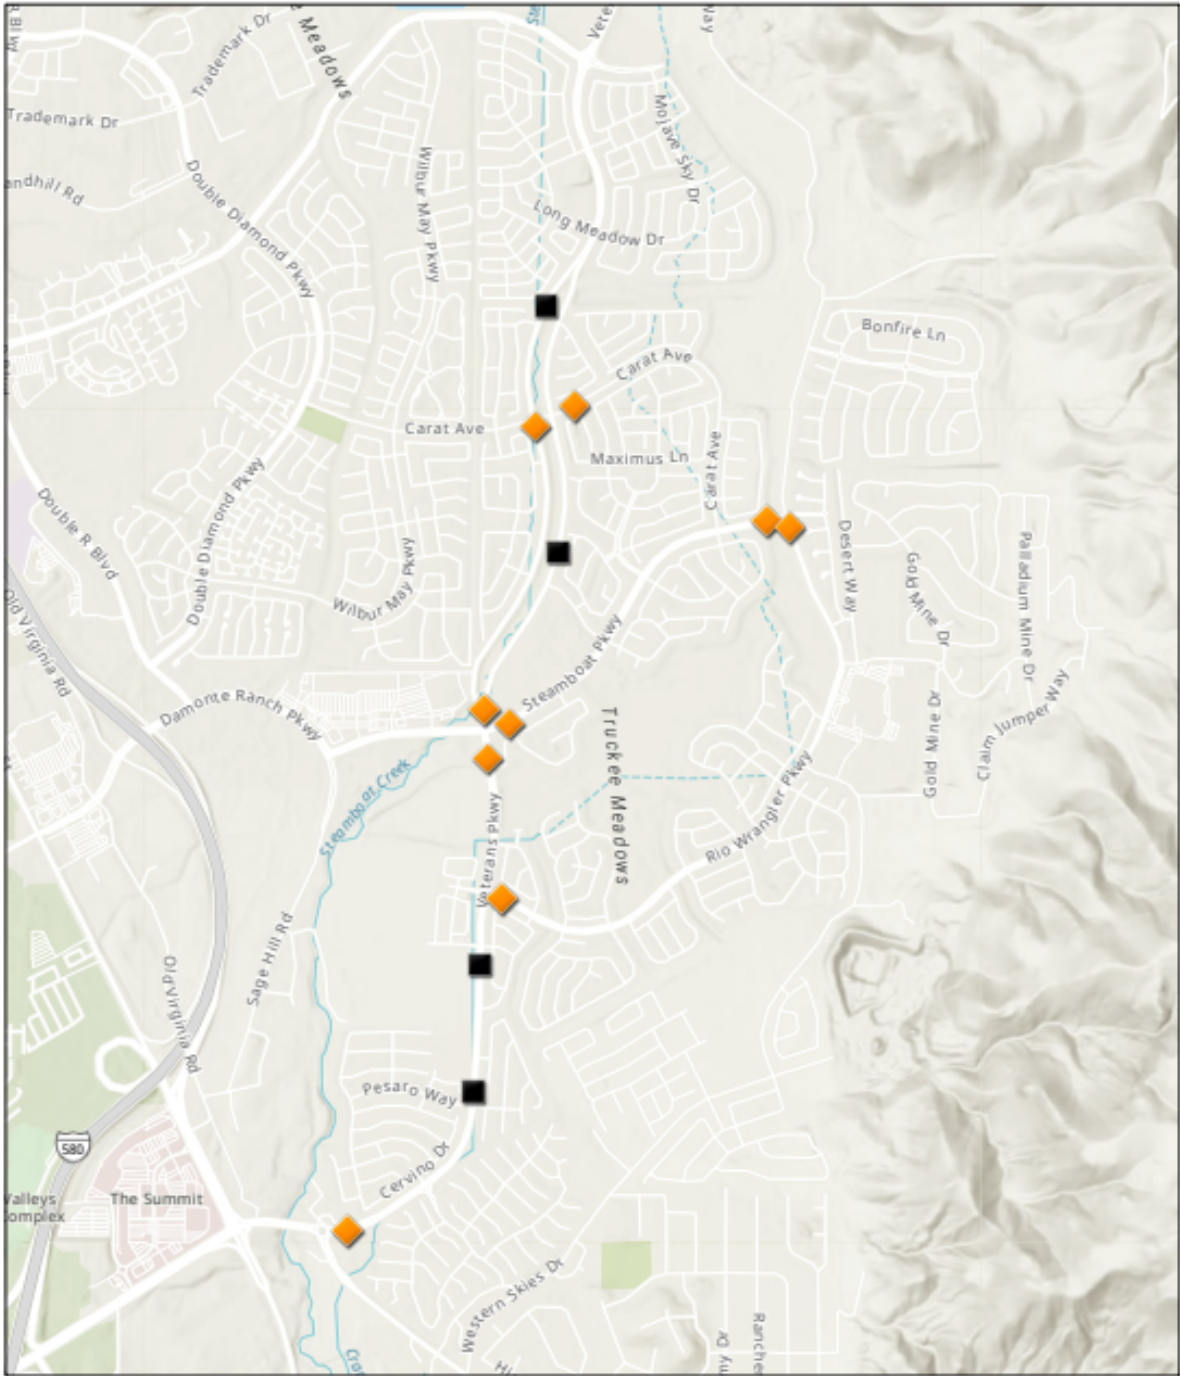 Trademark Dr
Meadows
Way
Trademark Dr
Mojave Sky Dr
andhill Rd
Double Diamond Pkwy
Wilbur May Pkwy
Long Meadow Dr
Bonfire Ln
Carat Ave
Carat Ave
Maximus Ln
Carat Ave
Double R Blvd
Double Diamond Pkwy
Wilbur May Pkwy
Desert Way
Gold Mine Dr
Palladium Mine Dr
Old Virginia Rd
Steamboat Pkwy
Damonte Ranch Pkwy
Truckee Meadows
Gold Mine Dr
Claim Jumper Way
Steamboat Creek
Veterans Pkwy
Rio Wrangler Pkwy
Sage Hill Rd
Old Virginia Rd
Pesaro Way
580
Cervino Dr
Valleys
omplex
The Summit
Western Skies Dr